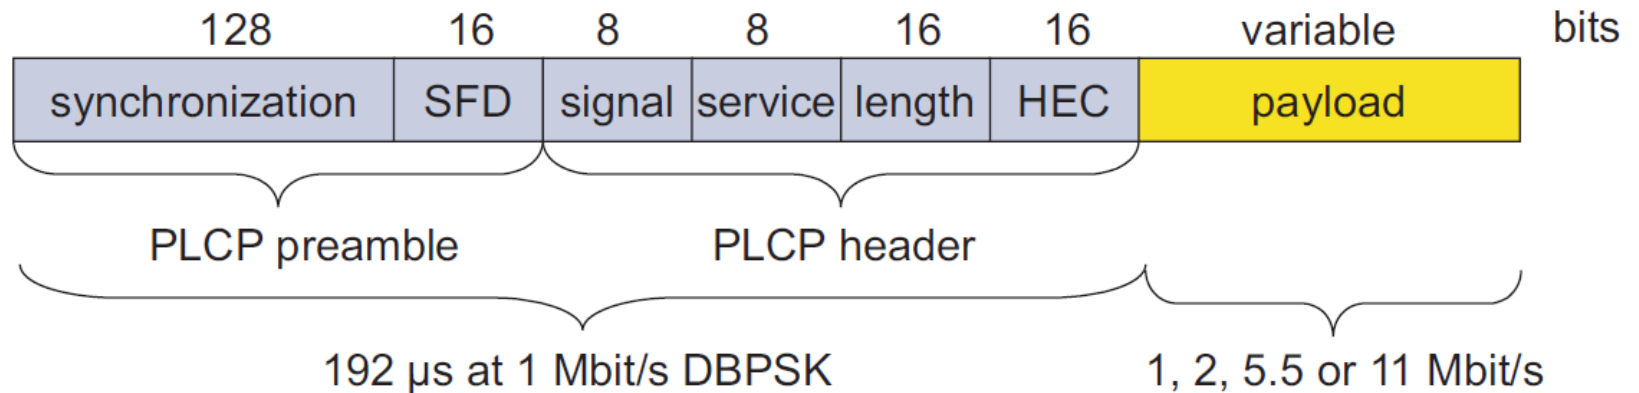 128 16 8 8 16 16 variable bits
synchronization SFD signal service length HEC payload
PLCP preamble PLCP header
192 µs at 1 Mbit/s DBPSK 1, 2, 5.5 or 11 Mbit/s